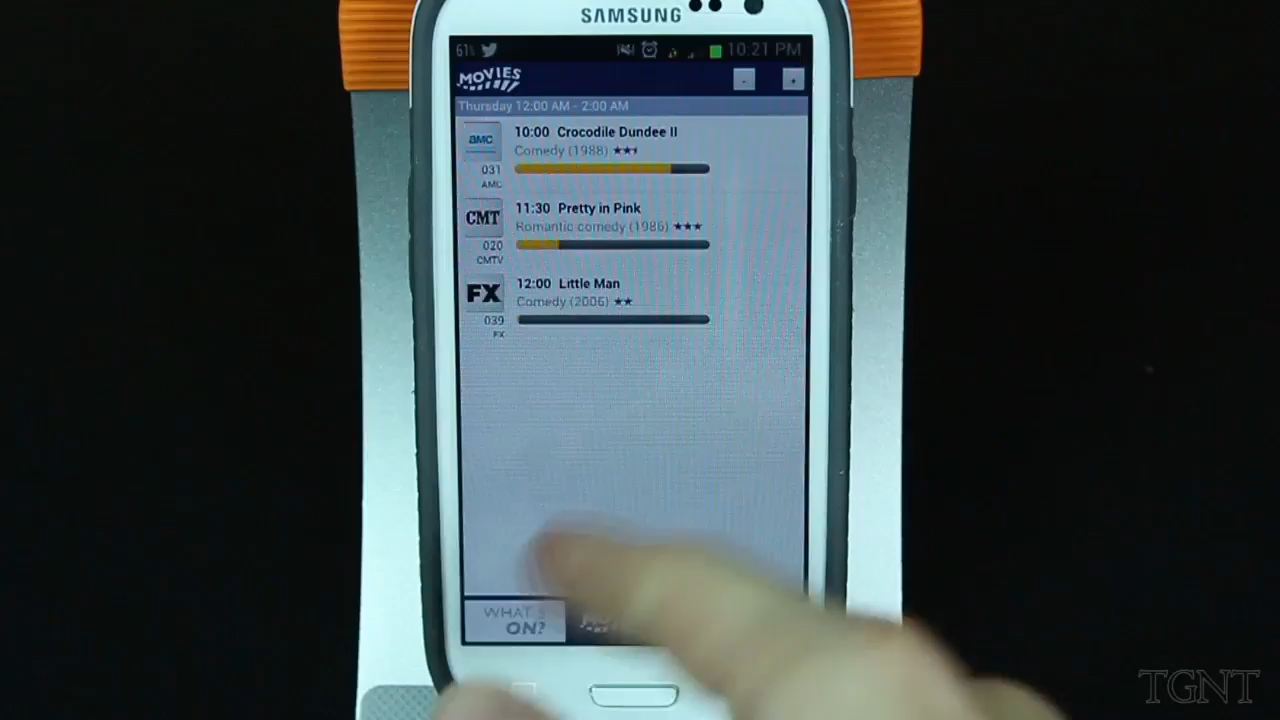 SAMSUNG
61% 10:21 PM
MOVIES - +
Thursday 12:00 AM - 2:00 AM
amc 10:00 Crocodile Dundee II
Comedy (1988) ★★
031
AMC
CMT 11:30 Pretty in Pink
Romantic comedy (1986) ★★★
020
CMTV
FX 12:00 Little Man
Comedy (2006) ★★
039
FX
WHAT'S
ON?
TGNT